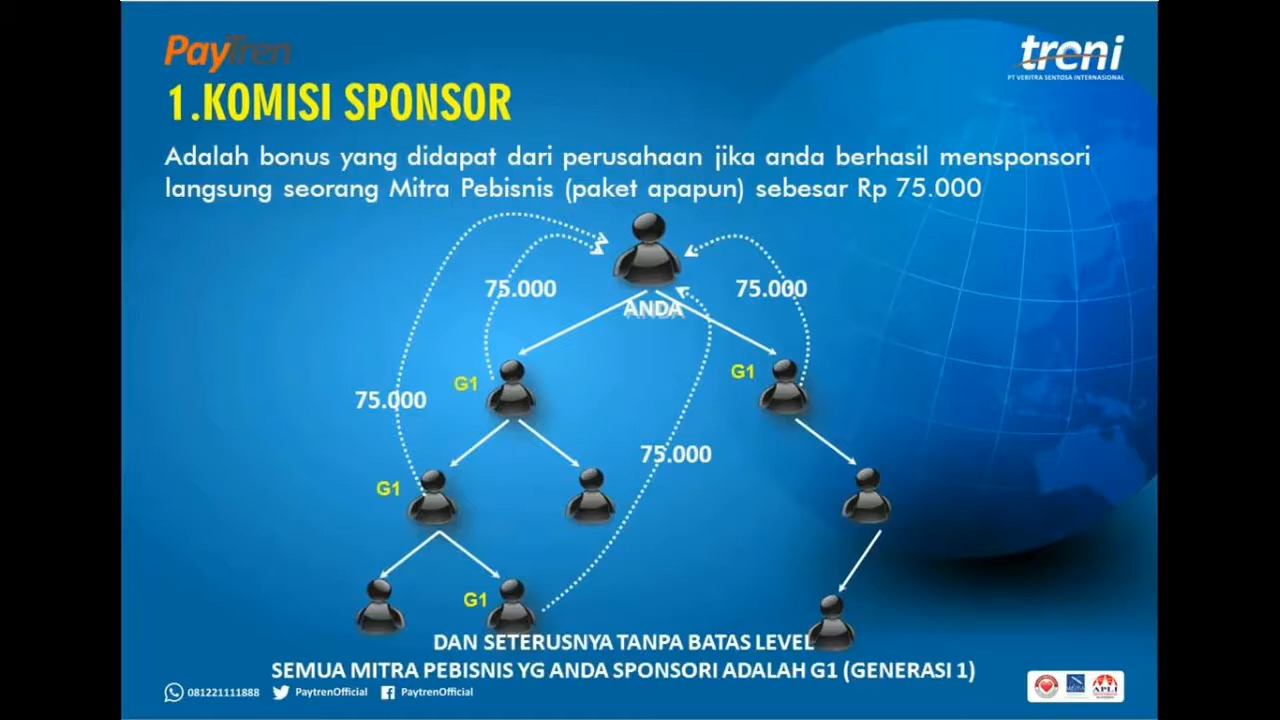 PayTren
treni
PT VERITRA SENTOSA INTERNASIONAL
1.KOMISI SPONSOR
Adalah bonus yang didapat dari perusahaan jika anda berhasil mensponsori
langsung seorang Mitra Pebisnis (paket apapun) sebesar Rp 75.000
75.000
75.000
ANDA
G1
G1
75.000
75.000
G1
G1
DAN SETERUSNYA TANPA BATAS LEVEL
SEMUA MITRA PEBISNIS YG ANDA SPONSORI ADALAH G1 (GENERASI 1)
081221111888 PaytrenOfficial PaytrenOfficial
APLI